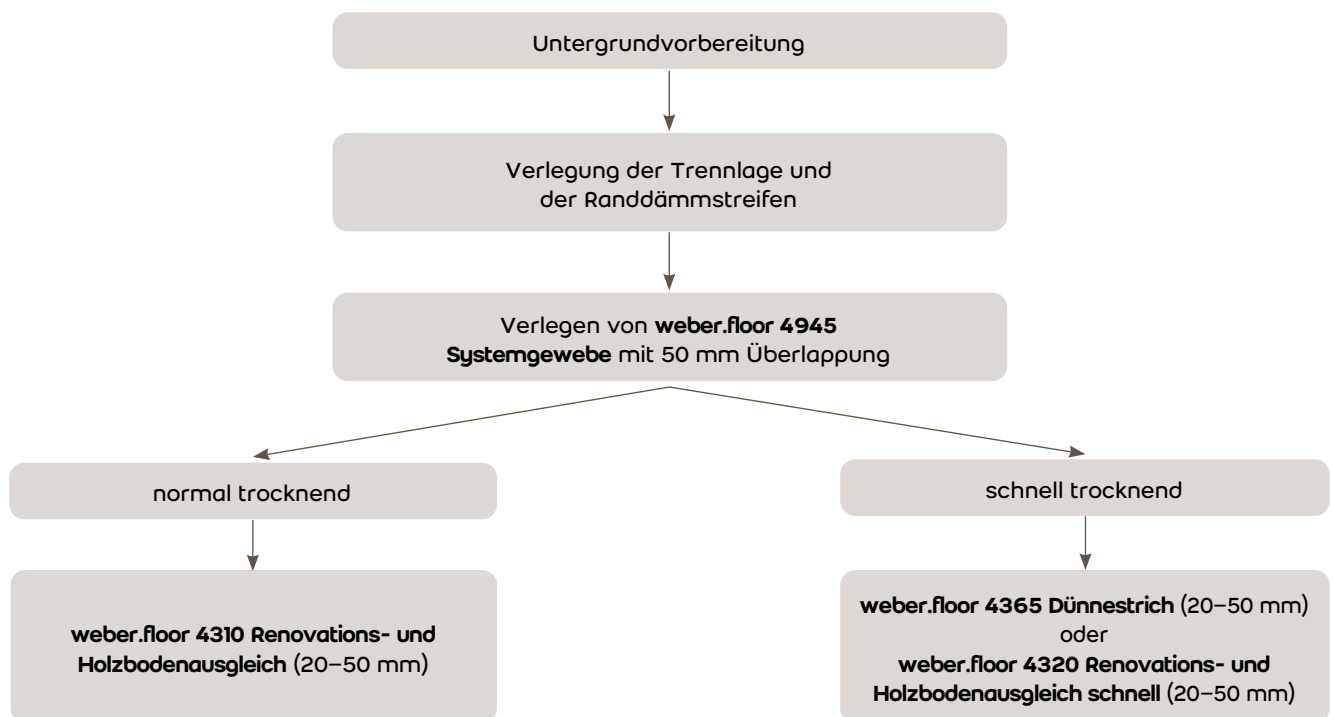 Untergrundvorbereitung
Verlegung der Trennlage und
der Randdämmstreifen
Verlegen von weber.floor 4945
Systemgewebe mit 50 mm Überlappung
normal trocknend
weber.floor 4310 Renovations- und
Holzbodenausgleich (20–50 mm)
schnell trocknend
weber.floor 4365 Dünnestrich (20–50 mm)
oder
weber.floor 4320 Renovations- und
Holzbodenausgleich schnell (20–50 mm)